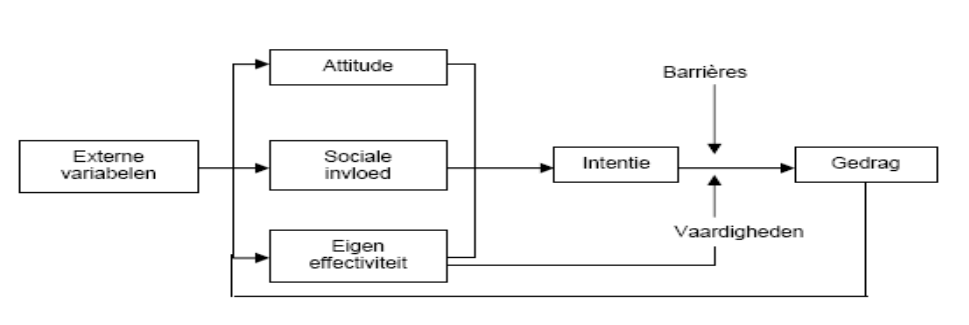 Attitude
Barrières
Externe
variabelen
Sociale
invloed
Intentie
Gedrag
Vaardigheden
Eigen
effectiviteit